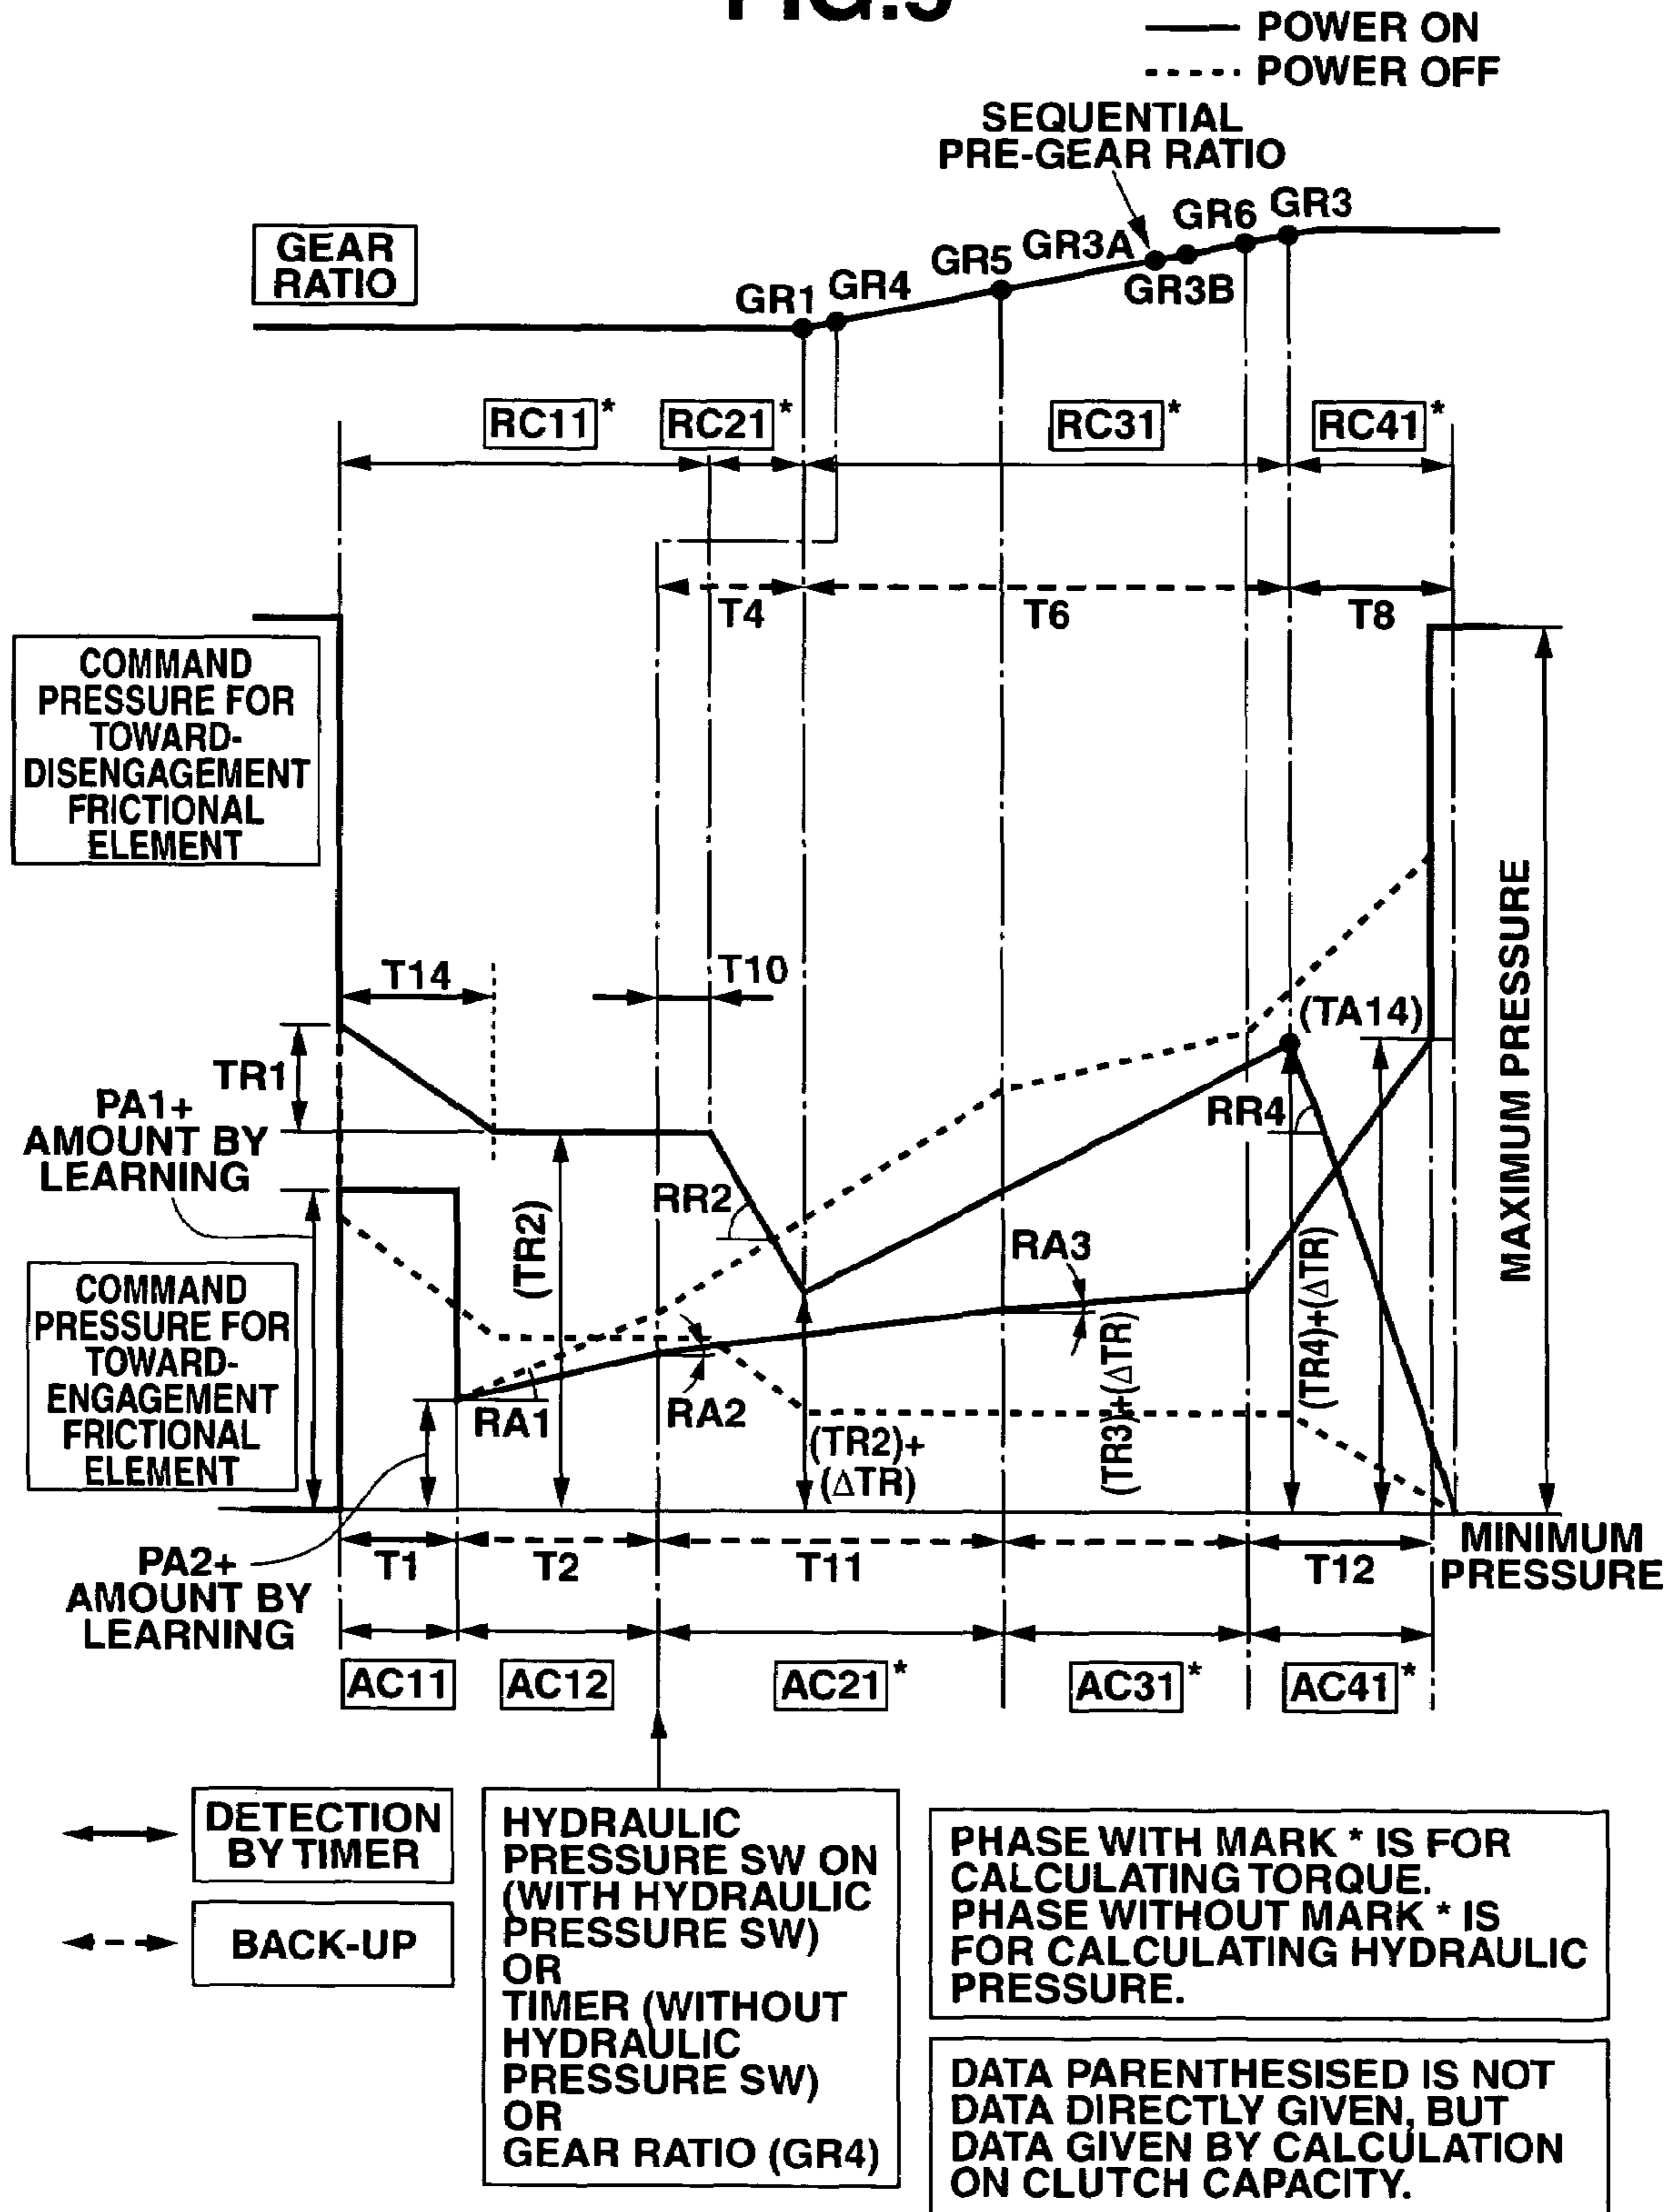 FIG.5
POWER ON
POWER OFF
SEQUENTIAL
PRE-GEAR RATIO
GEAR
RATIO
GR1
GR4
GR5
GR3A
GR3B
GR6
GR3
RC11*
RC21*
RC31*
RC41*
T4
T6
T8
COMMAND
PRESSURE FOR
TOWARD-
DISENGAGEMENT
FRICTIONAL
ELEMENT
T14
T10
TR1
PA1+
AMOUNT BY
LEARNING
(TA14)
RR4
RR2
(TR2)
RA3
MAXIMUM PRESSURE
COMMAND
PRESSURE FOR
TOWARD-
ENGAGEMENT
FRICTIONAL
ELEMENT
RA1
RA2
(TR2)+
(ΔTR)
(TR3)+(ΔTR)
(TR4)+(ΔTR)
PA2+
AMOUNT BY
LEARNING
T1
T2
T11
T12
MINIMUM
PRESSURE
AC11
AC12
AC21*
AC31*
AC41*
DETECTION
BY TIMER
BACK-UP
HYDRAULIC
PRESSURE SW ON
(WITH HYDRAULIC
PRESSURE SW)
OR
TIMER (WITHOUT
HYDRAULIC
PRESSURE SW)
OR
GEAR RATIO (GR4)
PHASE WITH MARK * IS FOR
CALCULATING TORQUE.
PHASE WITHOUT MARK * IS
FOR CALCULATING HYDRAULIC
PRESSURE.
DATA PARENTHESISED IS NOT
DATA DIRECTLY GIVEN, BUT
DATA GIVEN BY CALCULATION
ON CLUTCH CAPACITY.